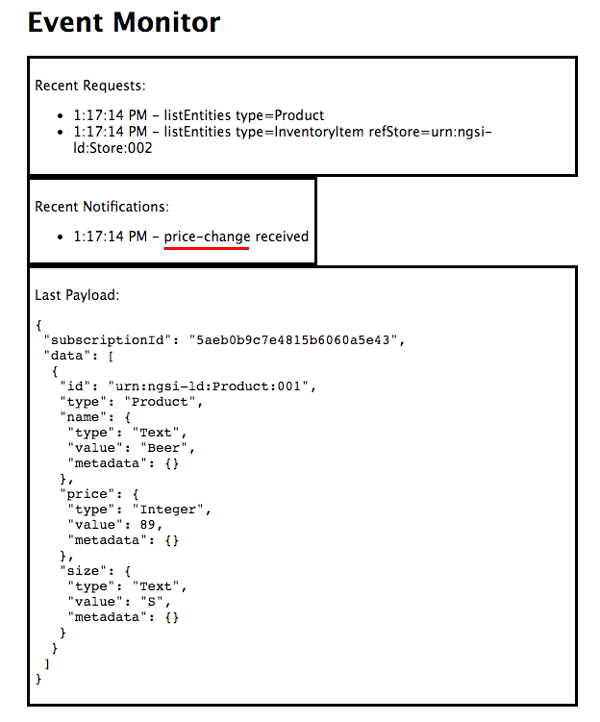 Event Monitor
Recent Requests:
• 1:17:14 PM – listEntities type=Product
• 1:17:14 PM – listEntities type=InventoryItem refStore=urn:ngsi-
ld:Store:002
Recent Notifications:
• 1:17:14 PM – price-change received
Last Payload:
{
 "subscriptionId": "5aeb0b9c7e4815b6060a5e43",
 "data": [
  {
   "id": "urn:ngsi-ld:Product:001",
   "type": "Product",
   "name": {
    "type": "Text",
    "value": "Beer",
    "metadata": {}
   },
   "price": {
    "type": "Integer",
    "value": 89,
    "metadata": {}
   },
   "size": {
    "type": "Text",
    "value": "S",
    "metadata": {}
   }
  }
 ]
}